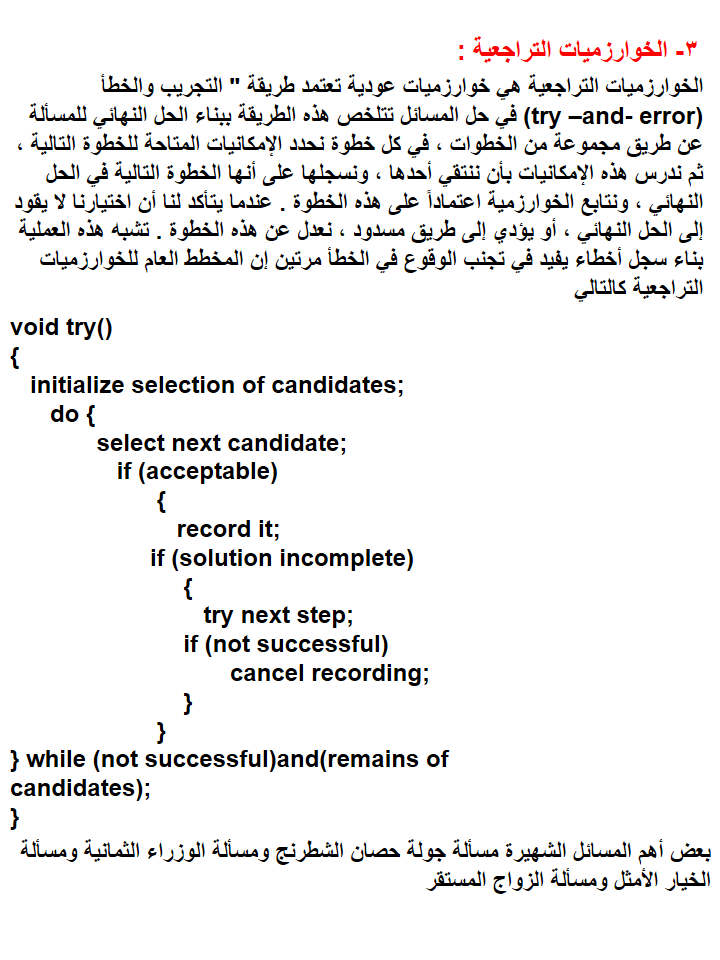 ٣- الخوارزميات التراجعية :
الخوارزميات التراجعية هي خوارزميات عودية تعتمد طريقة " التجريب والخطأ
(try –and- error) في حل المسائل تتلخص هذه الطريقة ببناء الحل النهائي للمسألة
عن طريق مجموعة من الخطوات ، في كل خطوة نحدد الإمكانيات المتاحة للخطوة التالية ،
ثم ندرس هذه الإمكانيات بأن ننتقي أحدها ، ونسجلها على أنها الخطوة التالية في الحل
النهائي ، ونتابع الخوارزمية اعتماداً على هذه الخطوة . عندما يتأكد لنا أن اختيارنا لا يقود
إلى الحل النهائي ، أو يؤدي إلى طريق مسدود ، نعدل عن هذه الخطوة . تشبه هذه العملية
بناء سجل أخطاء يفيد في تجنب الوقوع في الخطأ مرتين إن المخطط العام للخوارزميات
التراجعية كالتالي
void try()
{
initialize selection of candidates;
do {
select next candidate;
if (acceptable)
{
record it;
if (solution incomplete)
{
try next step;
if (not successful)
cancel recording;
}
}
} while (not successful)and(remains of
candidates);
}
بعض أهم المسائل الشهيرة مسألة جولة حصان الشطرنج ومسألة الوزراء الثمانية ومسألة
الخيار الأمثل ومسألة الزواج المستقر